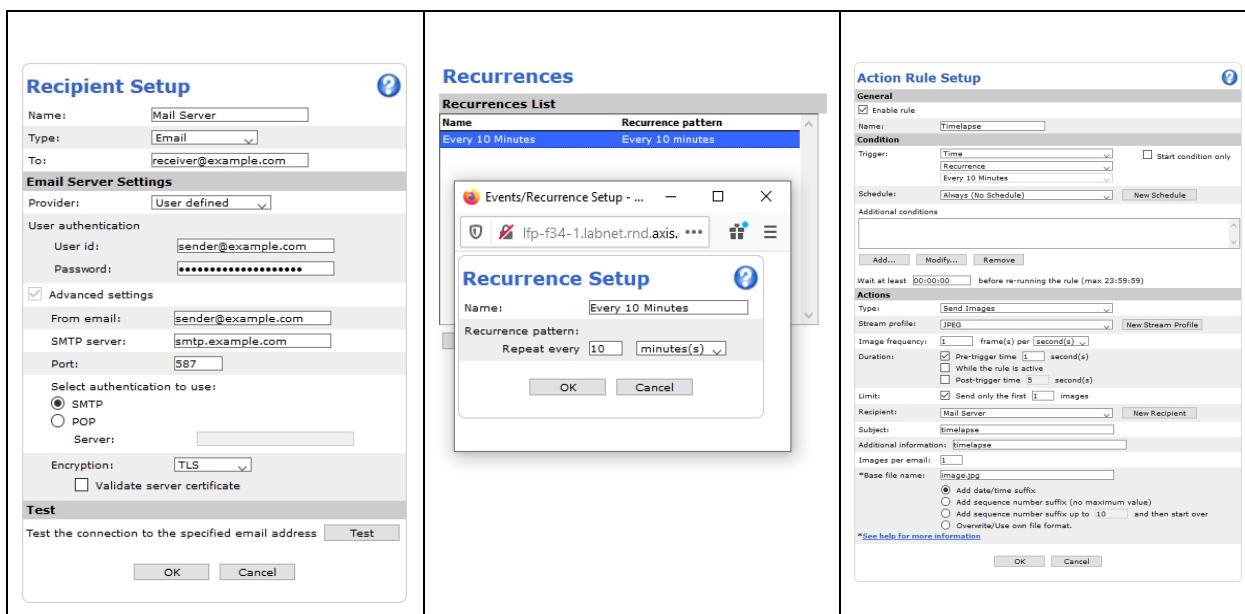 Recipient Setup
Name: Mail Server
Type: Email
To: receiver@example.com
Email Server Settings
Provider: User defined
User authentication
User id: sender@example.com
Password: ••••••••••••••••••••
Advanced settings
From email: sender@example.com
SMTP server: smtp.example.com
Port: 587
Select authentication to use:
SMTP
POP
Server:
Encryption: TLS
Validate server certificate
Test
Test the connection to the specified email address Test
OK Cancel
Recurrences
Recurrences List
Name Recurrence pattern
Every 10 Minutes Every 10 minutes
Events/Recurrence Setup - ...
lfp-f34-1.labnet.rnd.axis. •••
Recurrence Setup
Name: Every 10 Minutes
Recurrence pattern:
Repeat every 10 minutes(s)
OK Cancel
Action Rule Setup
General
Enable rule
Name: Timelapse
Condition
Trigger: Time Start condition only
Recurrence
Every 10 Minutes
Schedule: Always (No Schedule) New Schedule
Additional conditions
Add... Modify... Remove
Wait at least 00:00:00 before re-running the rule (max 23:59:59)
Actions
Type: Send Images
Stream profile: JPEG New Stream Profile
Image frequency: 1 frame(s) per second(s)
Duration: Pre-trigger time 1 second(s)
While the rule is active
Post-trigger time 5 second(s)
Limit: Send only the first 1 images
Recipient: Mail Server New Recipient
Subject: timelapse
Additional information: timelapse
Images per email: 1
*Base file name: image.jpg
Add date/time suffix
Add sequence number suffix (no maximum value)
Add sequence number suffix up to 10 and then start over
Overwrite/Use own file format.
*See help for more information
OK Cancel